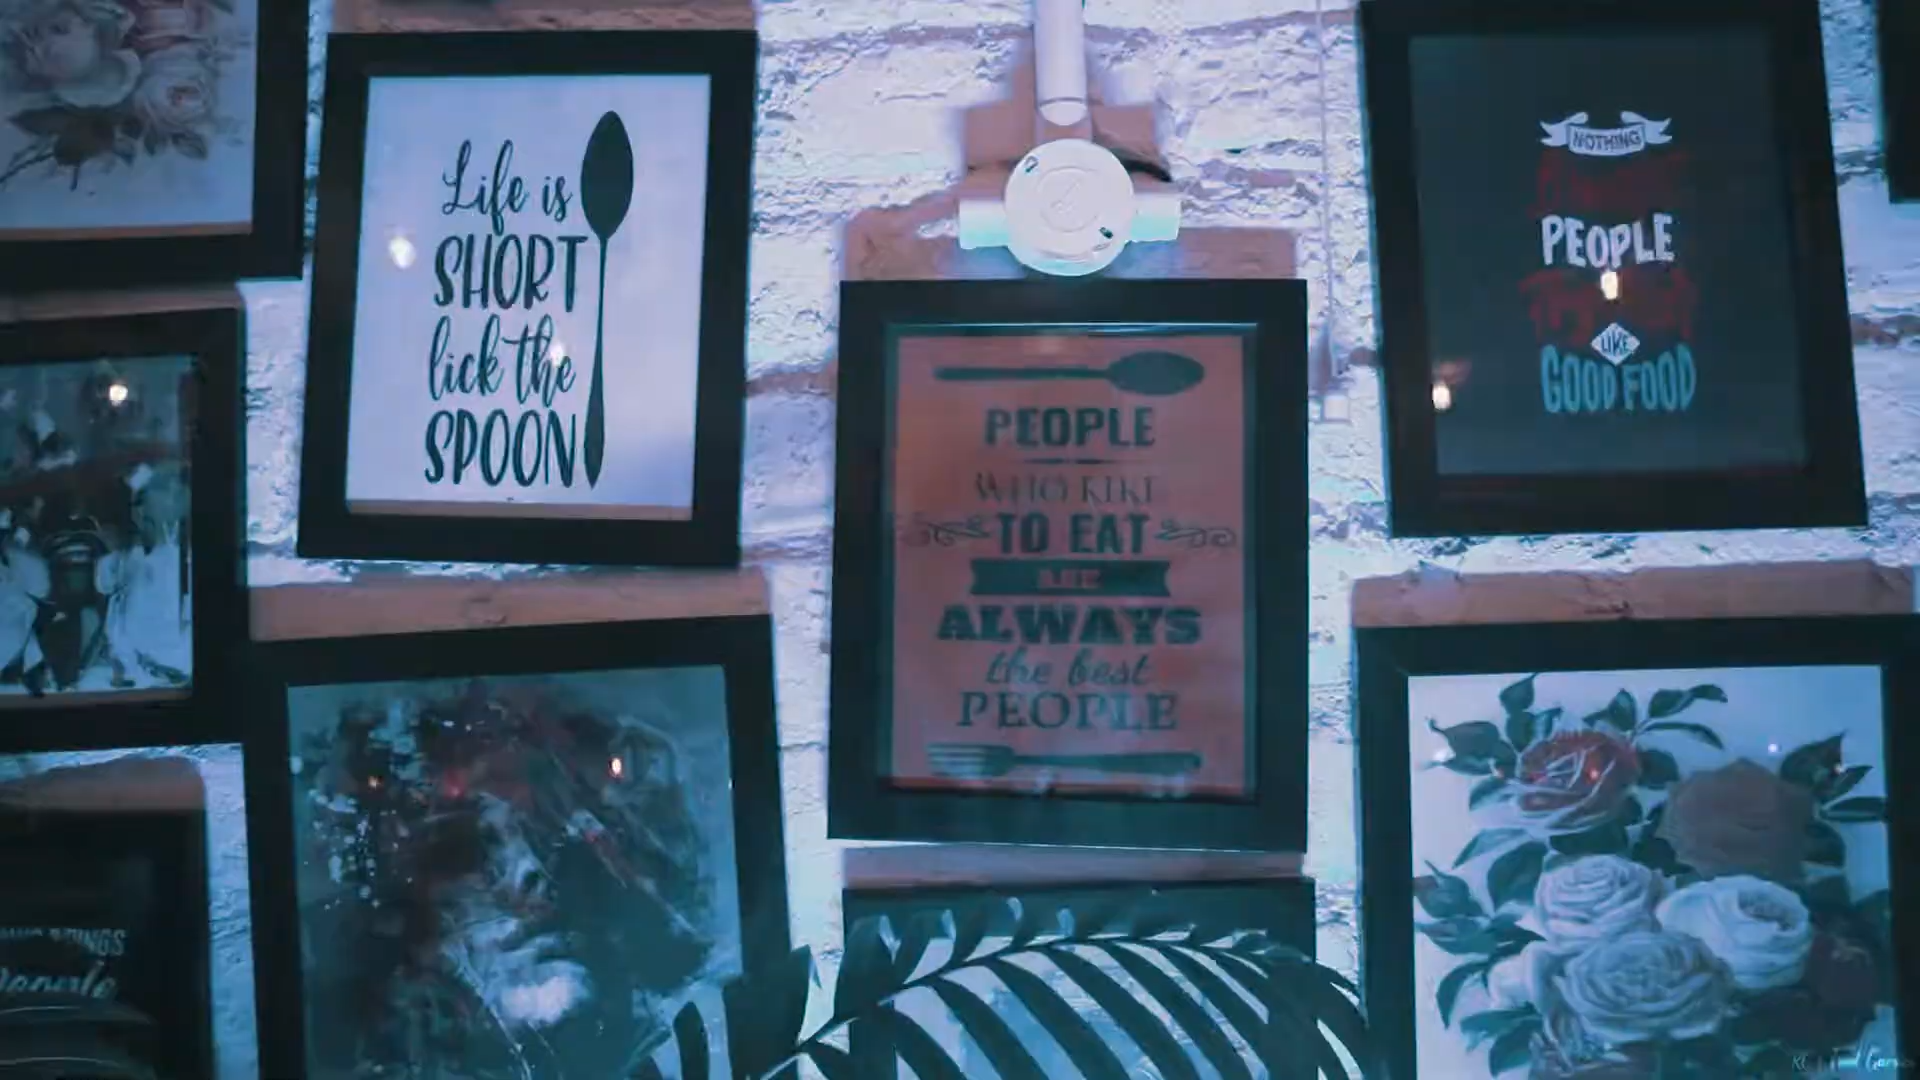 Life is
SHORT
lick the
SPOON
PEOPLE
WHO
TO EAT
ALWAYS
the best
PEOPLE
NOTHING
PEOPLE
LIKE
GOOD FOOD